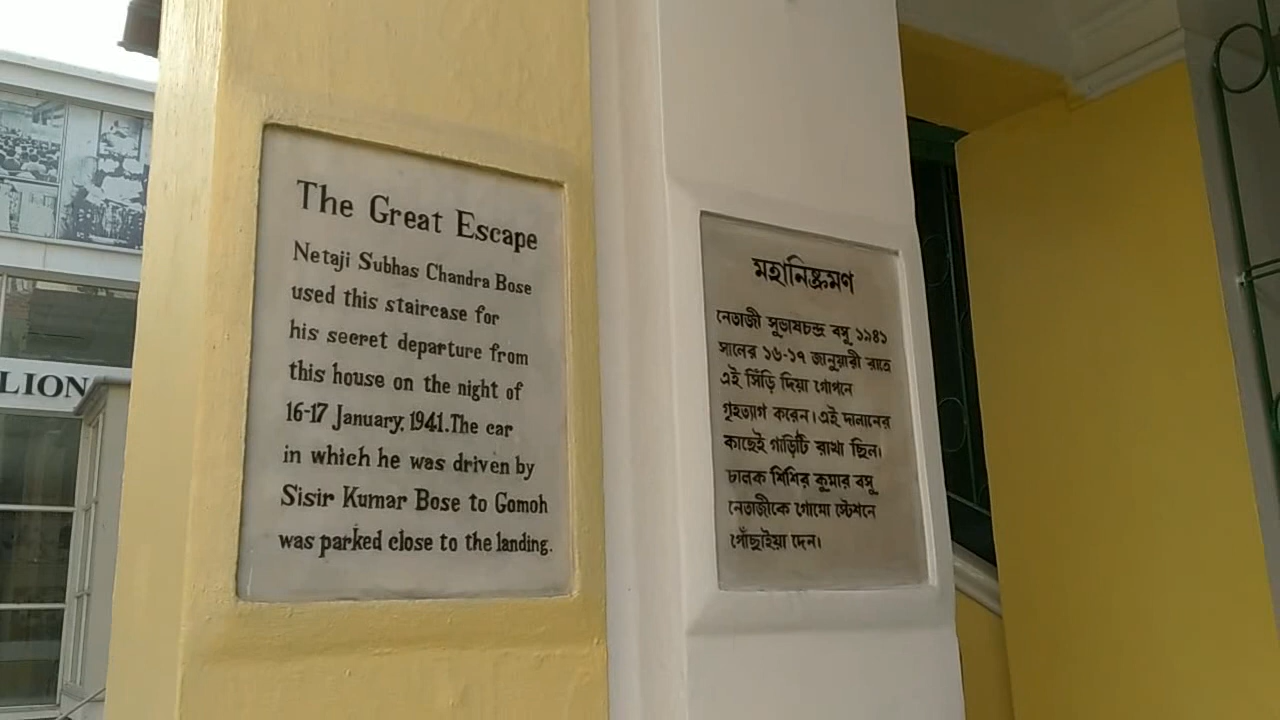 LION
The Great Escape
Netaji Subhas Chandra Bose
used this staircase for
his secret departure from
this house on the night of
16-17 January, 1941. The car
in which he was driven by
Sisir Kumar Bose to Gomoh
was parked close to the landing.
মহানিষ্ক্রমণ
নেতাজী সুভাষচন্দ্র বসু ১৯৪১
সালের ১৬-১৭ জানুয়ারী রাতে
এই সিঁড়ি দিয়া গোপনে
গৃহত্যাগ করেন। এই দালানের
কাছেই গাড়িটি রাখা ছিল।
চালক শিশির কুমার বসু
নেতাজীকে গোমো স্টেশনে
পৌঁছাইয়া দেন।